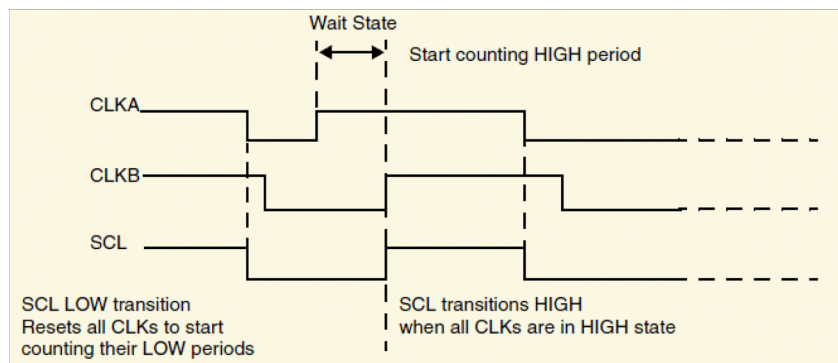 Wait State
Start counting HIGH period
CLKA
CLKB
SCL
SCL LOW transition
Resets all CLKs to start
counting their LOW periods
SCL transitions HIGH
when all CLKs are in HIGH state